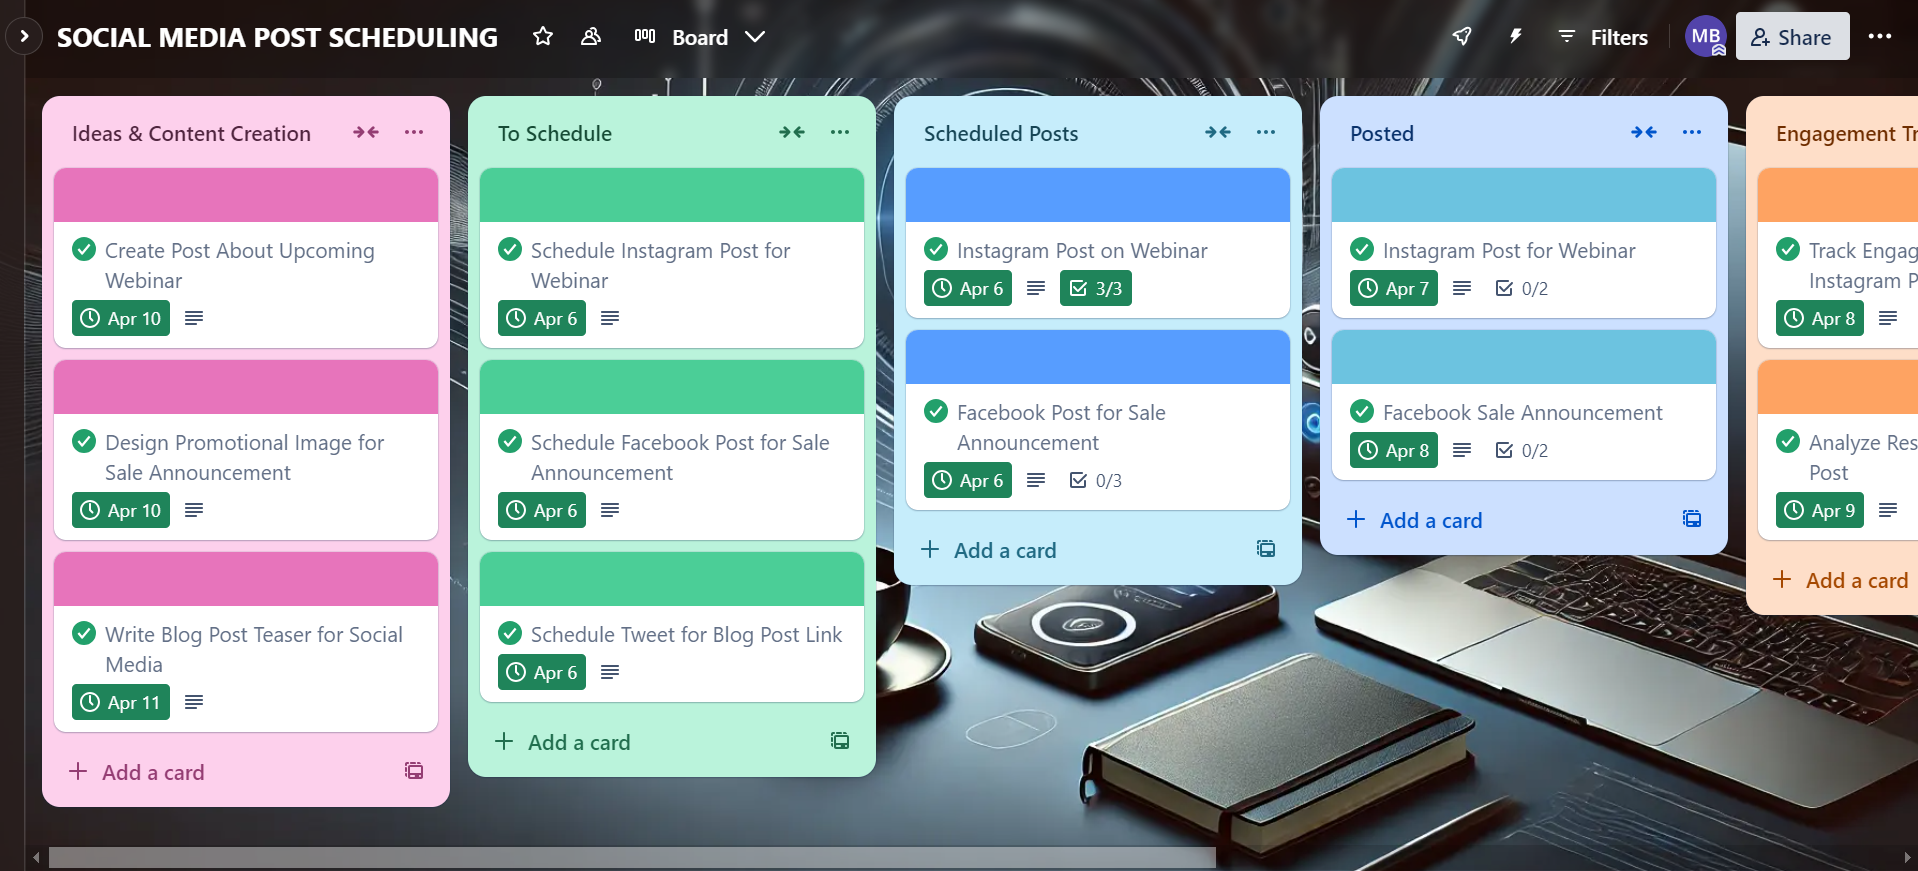 SOCIAL MEDIA POST SCHEDULING
Board
Filters
MB
Share
Ideas & Content Creation
Create Post About Upcoming
Webinar
Apr 10
Design Promotional Image for
Sale Announcement
Apr 10
Write Blog Post Teaser for Social
Media
Apr 11
Add a card
To Schedule
Schedule Instagram Post for
Webinar
Apr 6
Schedule Facebook Post for Sale
Announcement
Apr 6
Schedule Tweet for Blog Post Link
Apr 6
Add a card
Scheduled Posts
Instagram Post on Webinar
Apr 6 3/3
Facebook Post for Sale
Announcement
Apr 6 0/3
Add a card
Posted
Instagram Post for Webinar
Apr 7 0/2
Facebook Sale Announcement
Apr 8 0/2
Add a card
Engagement Tr
Track Engag
Instagram P
Apr 8
Analyze Res
Post
Apr 9
Add a card